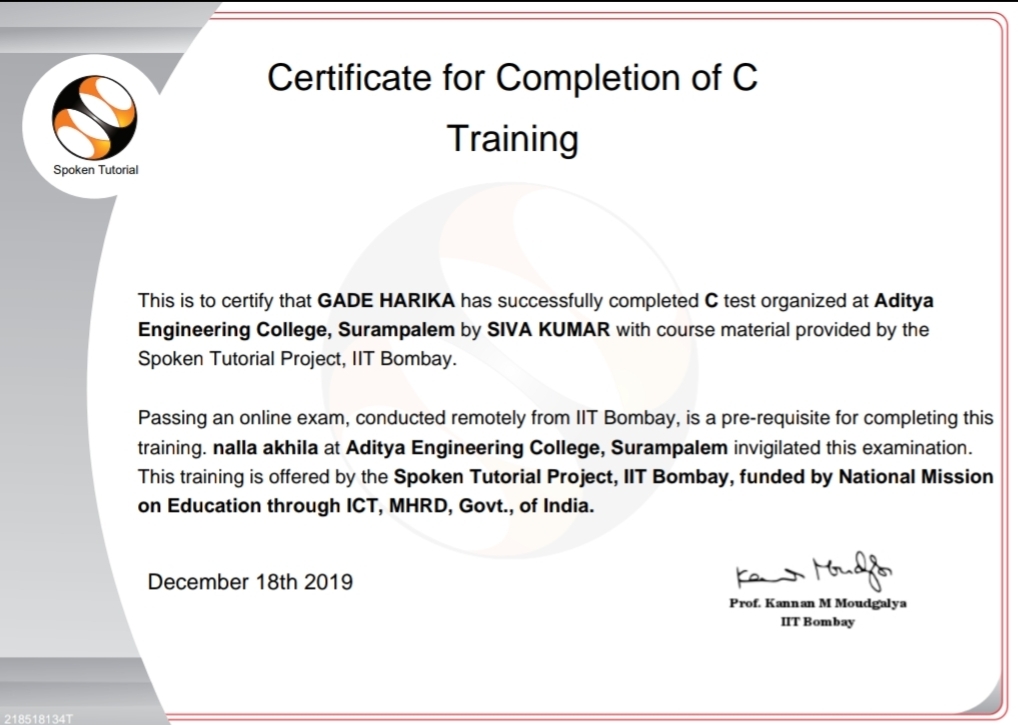 Certificate for Completion of C
Training
Spoken Tutorial
This is to certify that GADE HARIKA has successfully completed C test organized at Aditya
Engineering College, Surampalem by SIVA KUMAR with course material provided by the
Spoken Tutorial Project, IIT Bombay.
Passing an online exam, conducted remotely from IIT Bombay, is a pre-requisite for completing this
training. nalla akhila at Aditya Engineering College, Surampalem invigilated this examination.
This training is offered by the Spoken Tutorial Project, IIT Bombay, funded by National Mission
on Education through ICT, MHRD, Govt., of India.
December 18th 2019
Prof. Kannan M Moudgalya
IIT Bombay
218518134T